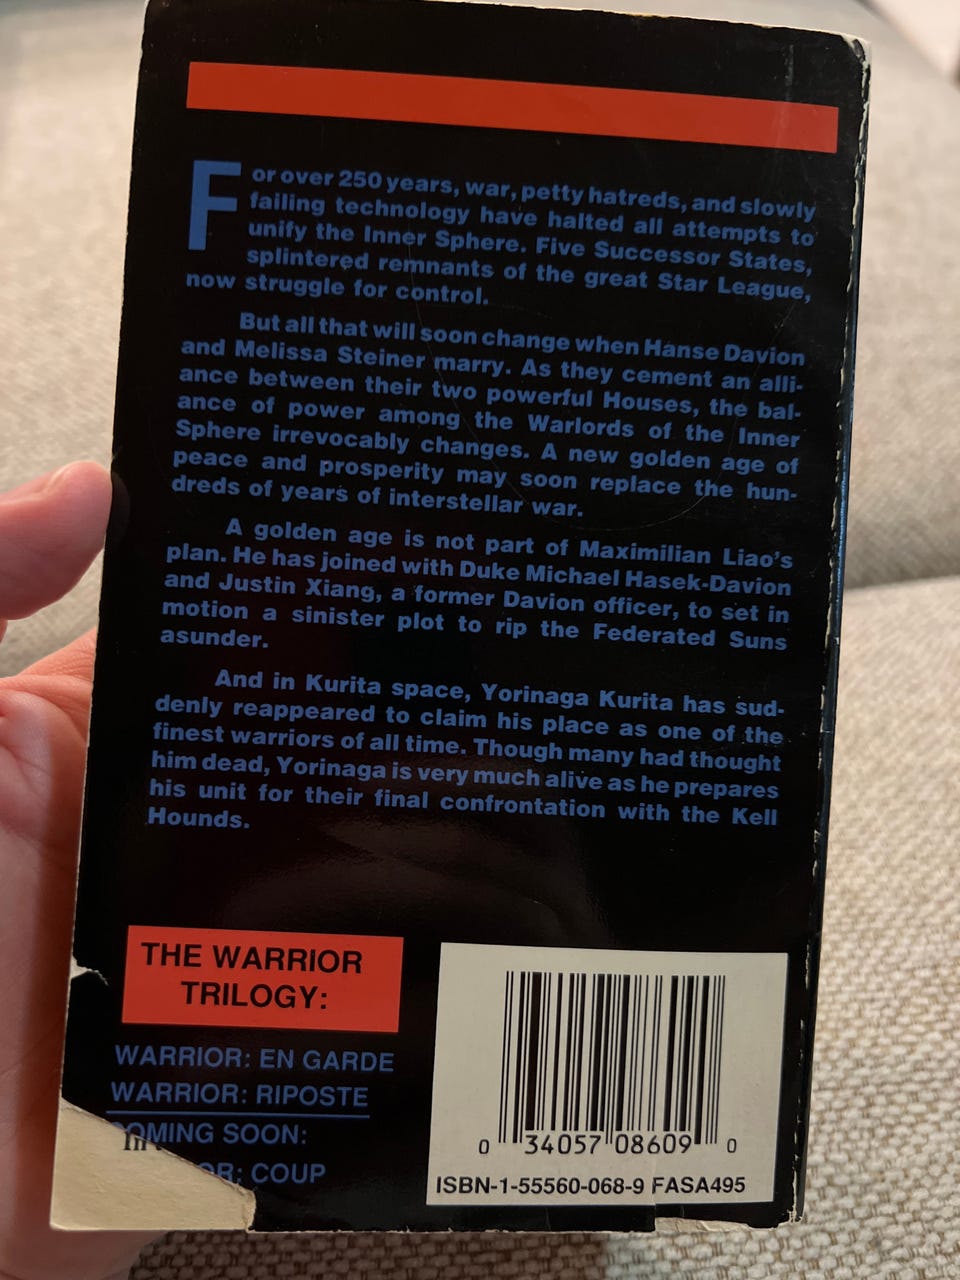 For over 250 years, war, petty hatreds, and slowly
failing technology have halted all attempts to
unify the Inner Sphere. Five Successor States,
splintered remnants of the great Star League,
now struggle for control.
But all that will soon change when Hanse Davion
and Melissa Steiner marry. As they cement an alli-
ance between their two powerful Houses, the bal-
ance of power among the Warlords of the Inner
Sphere irrevocably changes. A new golden age of
peace and prosperity may soon replace the hun-
dreds of years of interstellar war.
A golden age is not part of Maximilian Liao's
plan. He has joined with Duke Michael Hasek-Davion
and Justin Xiang, a former Davion officer, to set in
motion a sinister plot to rip the Federated Suns
asunder.
And in Kurita space, Yorinaga Kurita has sud-
denly reappeared to claim his place as one of the
finest warriors of all time. Though many had thought
him dead, Yorinaga is very much alive as he prepares
his unit for their final confrontation with the Kell
Hounds.
THE WARRIOR
TRILOGY:
WARRIOR: EN GARDE
WARRIOR: RIPOSTE
COMING SOON:
OR: COUP
0 34057 08609 0
ISBN-1-55560-068-9 FASA495